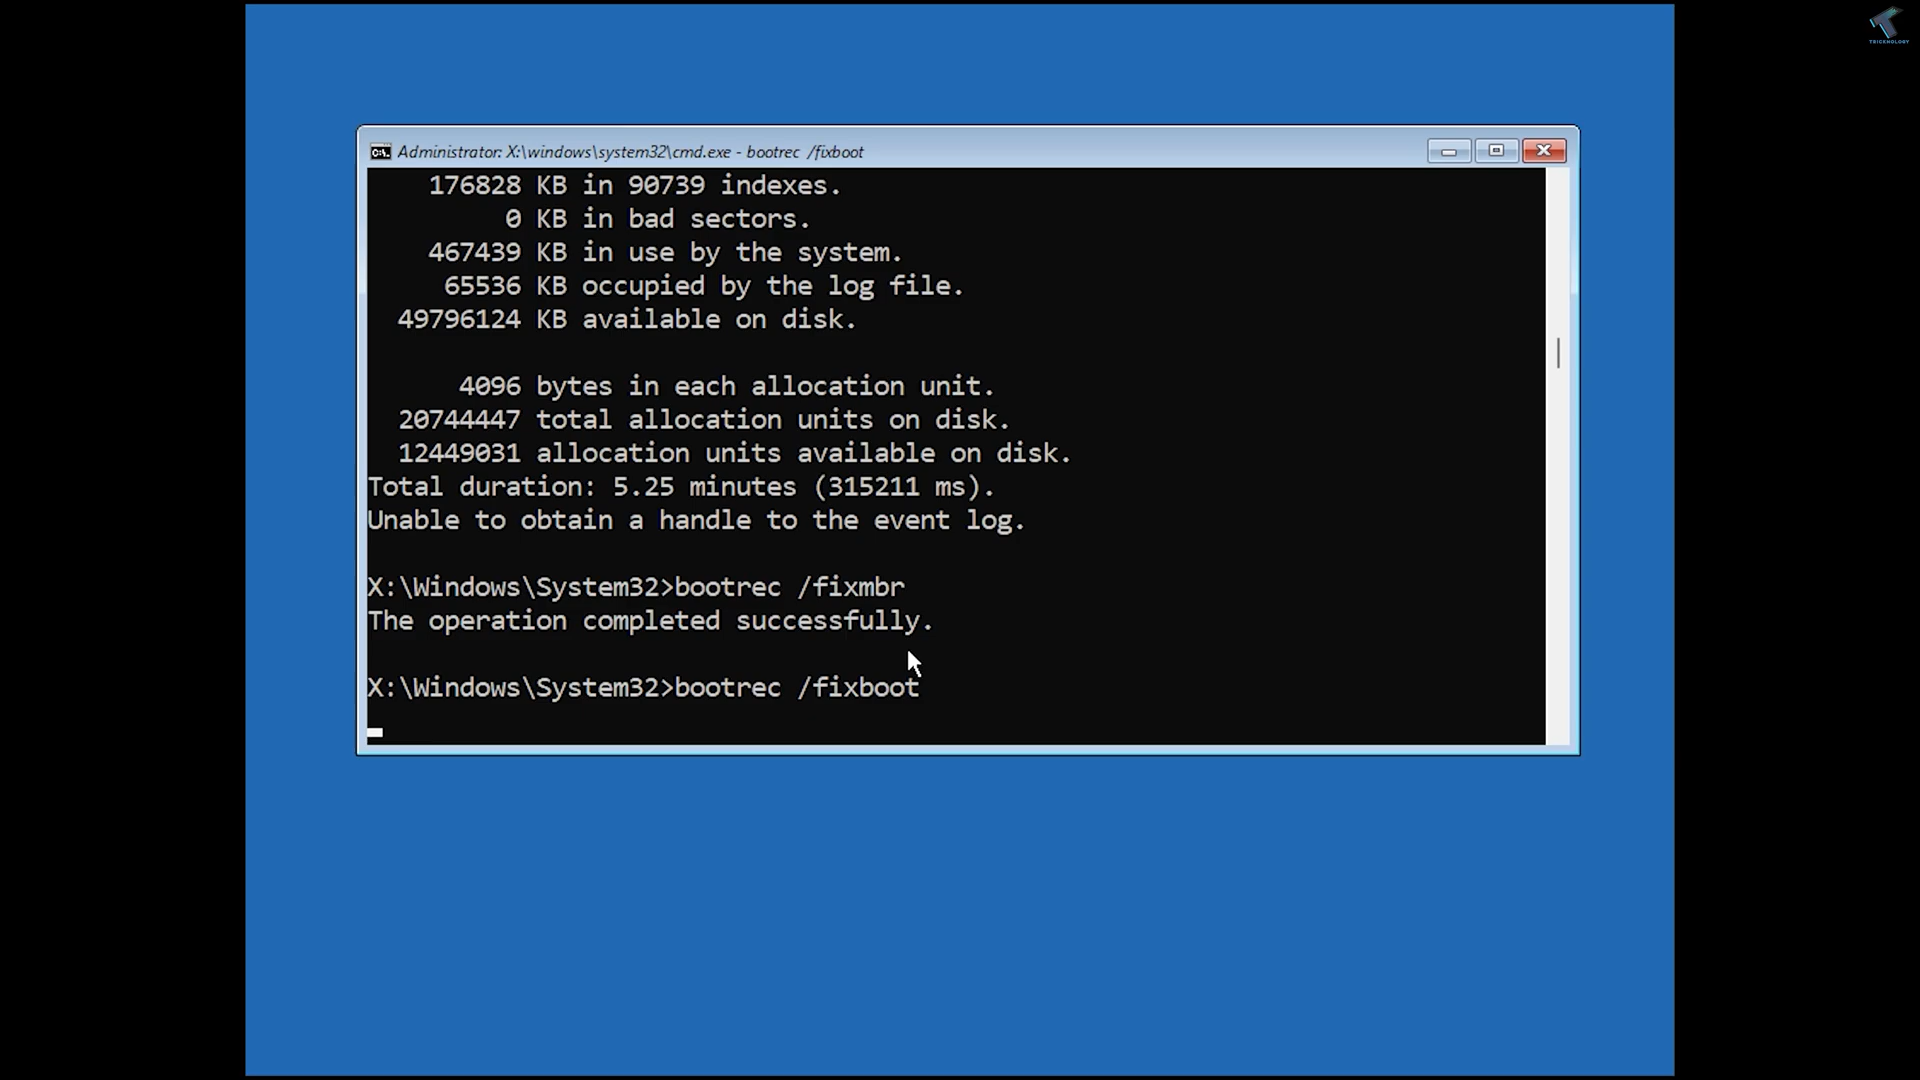 TRICKNOLOGY
Administrator: X:\windows\system32\cmd.exe - bootrec /fixboot
176828 KB in 90739 indexes.
0 KB in bad sectors.
467439 KB in use by the system.
65536 KB occupied by the log file.
49796124 KB available on disk.
4096 bytes in each allocation unit.
20744447 total allocation units on disk.
12449031 allocation units available on disk.
Total duration: 5.25 minutes (315211 ms).
Unable to obtain a handle to the event log.
X:\Windows\System32>bootrec /fixmbr
The operation completed successfully.
X:\Windows\System32>bootrec /fixboot